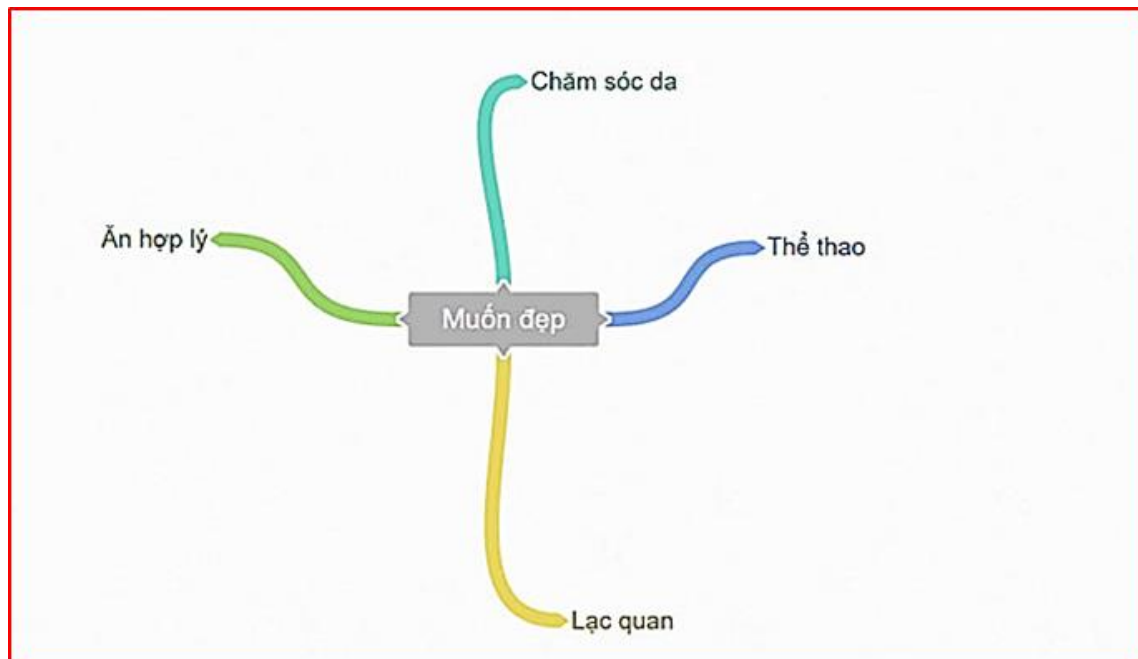 Chăm sóc da
Ăn hợp lý
Thể thao
Muốn đẹp
Lạc quan